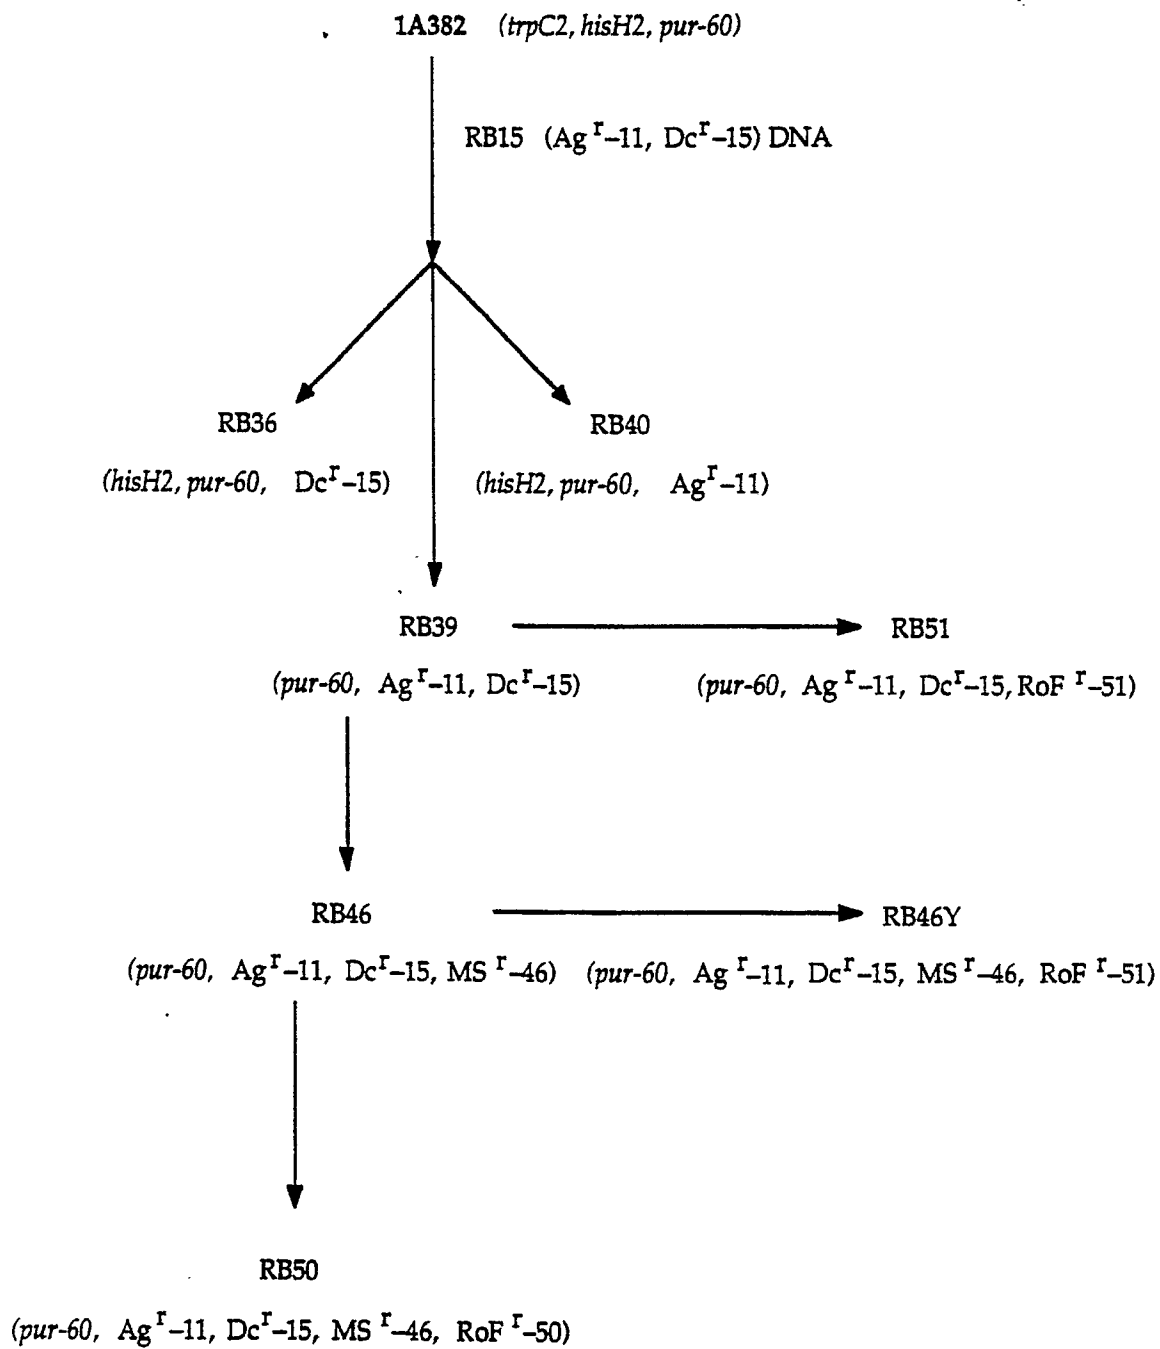 1A382 (trpC2, hisH2, pur-60)
RB15 (Ag r–11, Dc r–15) DNA
RB36 RB40
(hisH2, pur-60, Dc r–15) (hisH2, pur-60, Ag r–11)
RB39 RB51
(pur-60, Ag r–11, Dc r–15) (pur-60, Ag r–11, Dc r–15, RoF r–51)
RB46 RB46Y
(pur-60, Ag r–11, Dc r–15, MS r–46) (pur-60, Ag r–11, Dc r–15, MS r–46, RoF r–51)
RB50
(pur-60, Ag r–11, Dc r–15, MS r–46, RoF r–50)